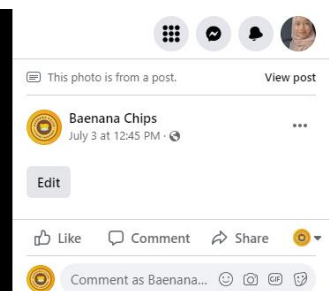 This photo is from a post. View post
Baenana Chips
July 3 at 12:45 PM ·
Edit
Like Comment Share
Comment as Baenana... GIF